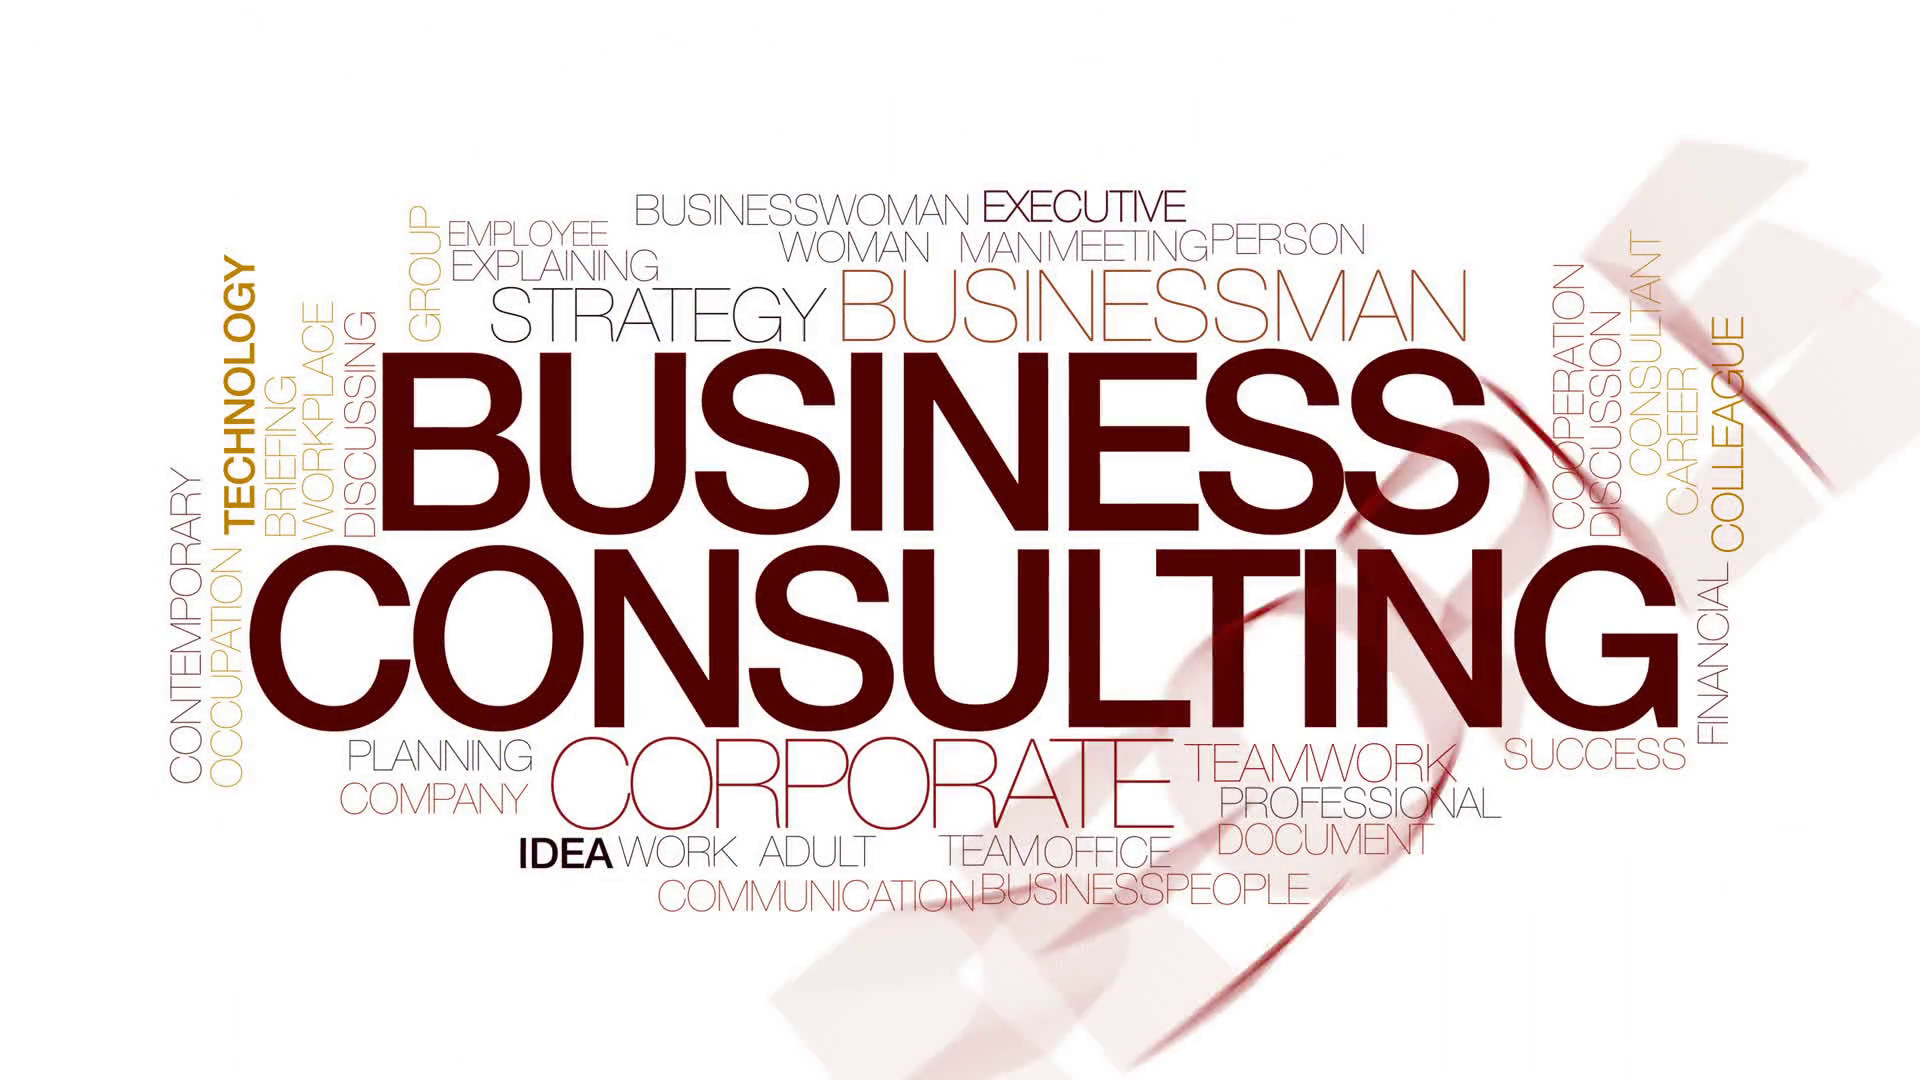 BUSINESSWOMAN EXECUTIVE
EMPLOYEE
WOMAN MAN MEETING PERSON
EXPLAINING
STRATEGY BUSINESSMAN
GROUP
TECHNOLOGY
BRIEFING
WORKPLACE
DISCUSSING
BUSINESS
CONSULTING
COOPERATION
DISCUSSION
CONSULTANT
CAREER
COLLEAGUE
CONTEMPORARY
OCCUPATION
FINANCIAL
PLANNING
COMPANY
CORPORATE
TEAMWORK
SUCCESS
PROFESSIONAL
DOCUMENT
IDEA WORK ADULT TEAM OFFICE
COMMUNICATION BUSINESSPEOPLE